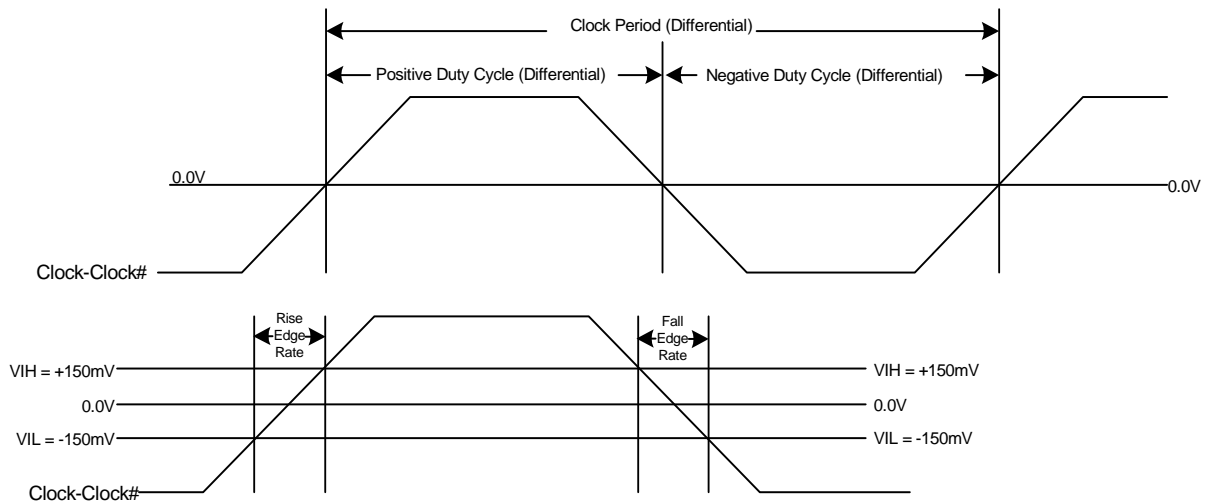 Clock Period (Differential)
Positive Duty Cycle (Differential)
Negative Duty Cycle (Differential)
0.0V
0.0V
Clock-Clock#
Rise
Edge
Rate
Fall
Edge
Rate
VIH = +150mV
VIH = +150mV
0.0V
0.0V
VIL = -150mV
VIL = -150mV
Clock-Clock#